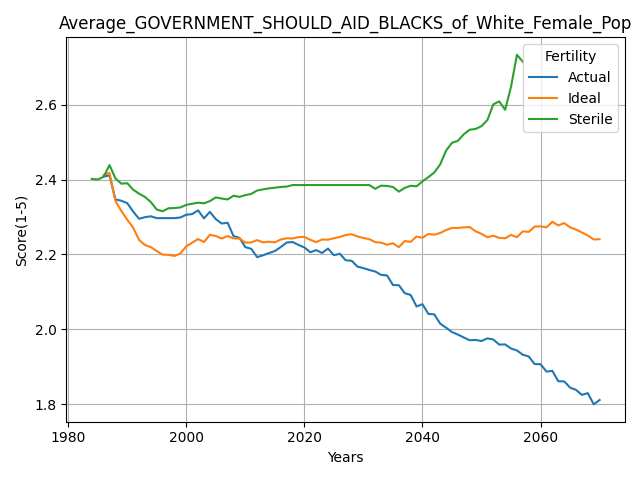 Average_GOVERNMENT_SHOULD_AID_BLACKS_of_White_Female_Pop
Fertility
Actual
Ideal
Sterile
Score(1-5)
2.6
2.4
2.2
2.0
1.8
1980
2000
2020
2040
2060
Years